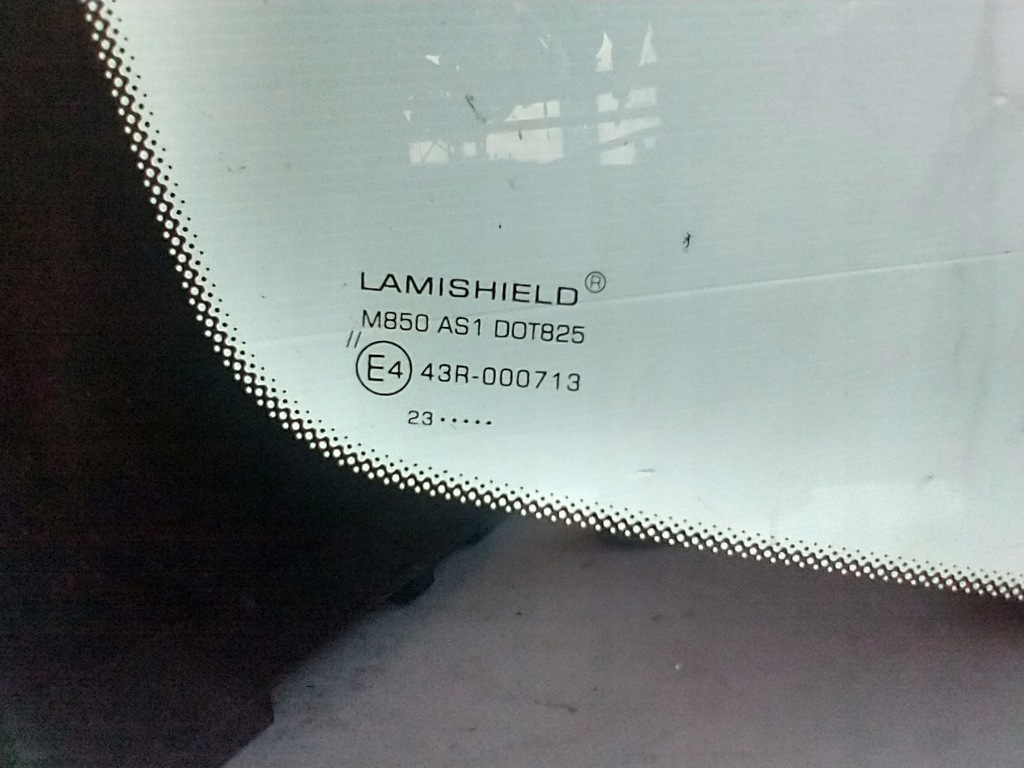 LAMISHIELD®
M850 AS1 DOT825
//
E4 43R-000713
23 .....